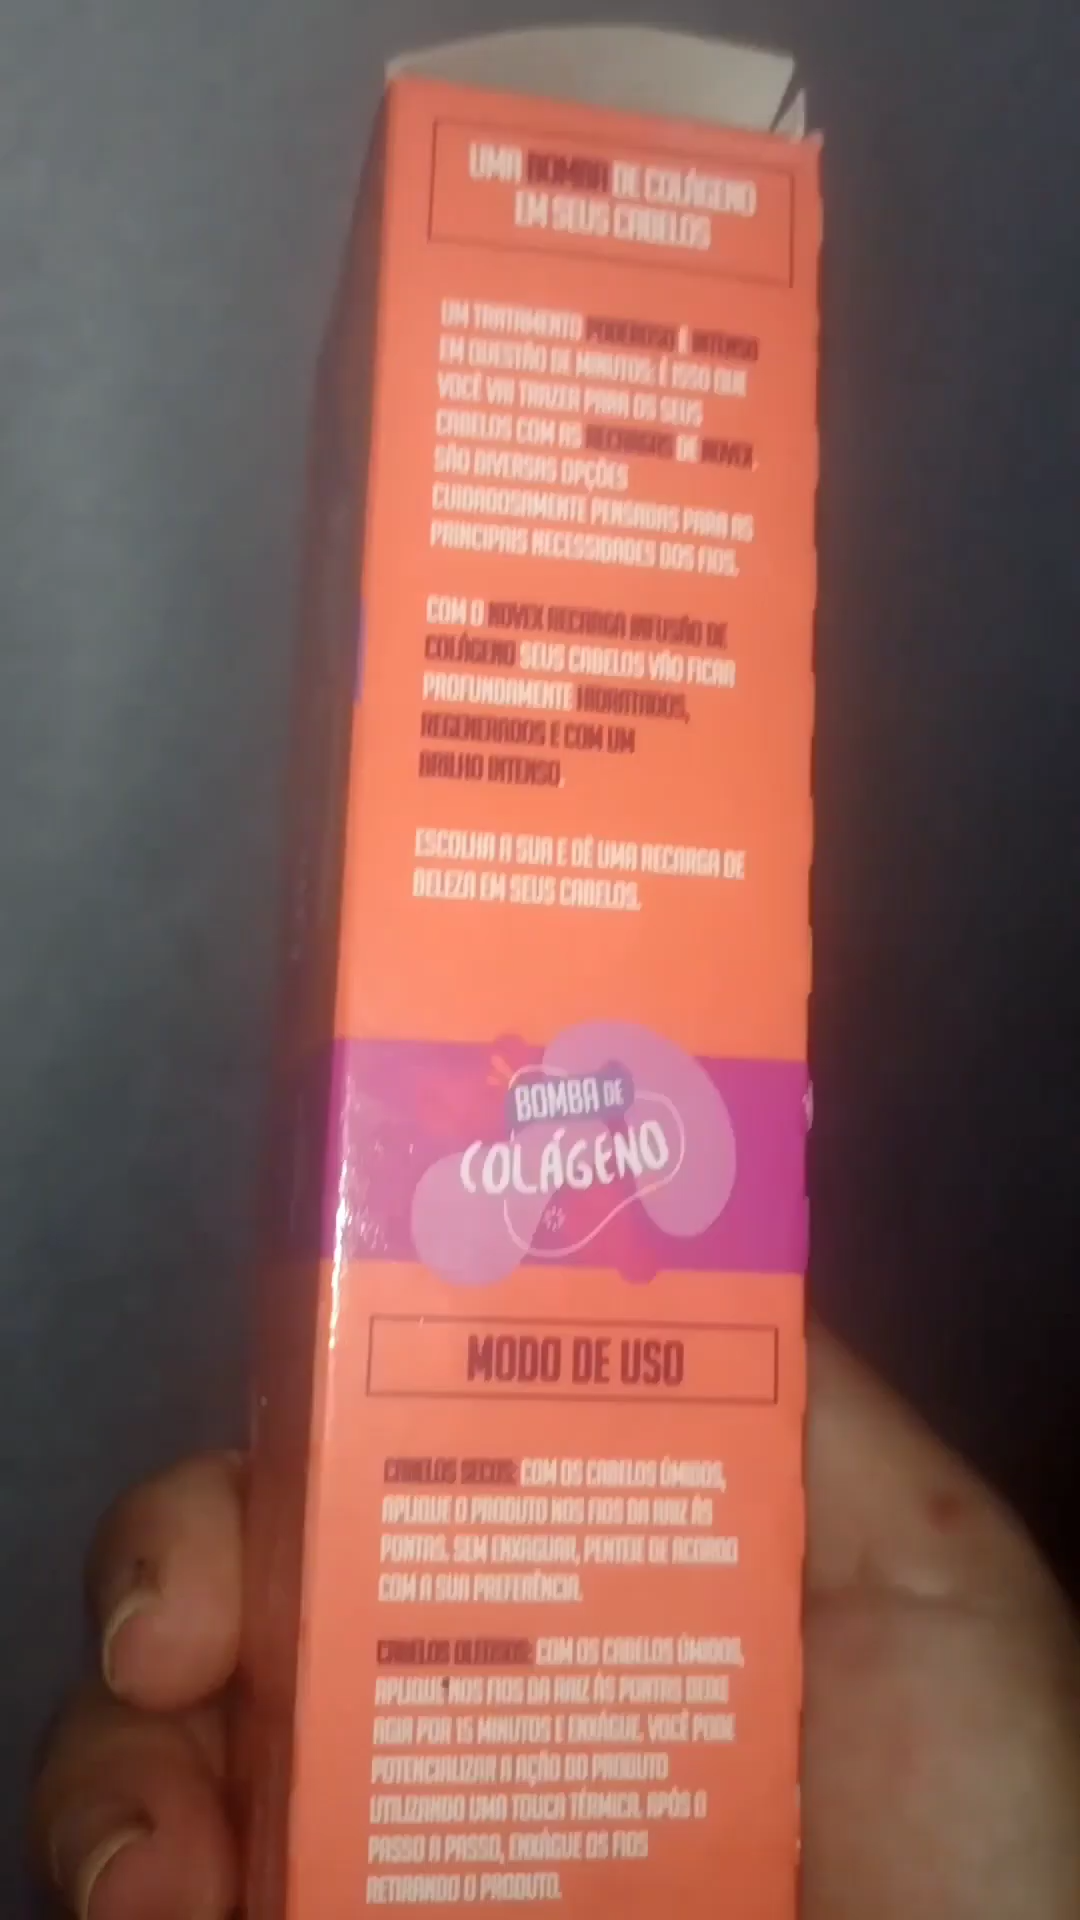 UMA BOMBA DE COLÁGENO
EM SEUS CABELOS
UM TRATAMENTO PODEROSO E INTENSO
EM QUESTÃO DE MINUTOS: É ISSO QUE
VOCÊ VAI TRAZER PARA OS SEUS
CABELOS COM AS RECARGAS DE NOVEX.
SÃO DIVERSAS OPÇÕES
CUIDADOSAMENTE PENSADAS PARA AS
PRINCIPAIS NECESSIDADES DOS FIOS.
COM O NOVEX RECARGA INFUSÃO DE
COLÁGENO SEUS CABELOS VÃO FICAR
PROFUNDAMENTE HIDRATADOS,
REGENERADOS E COM UM
BRILHO INTENSO.
ESCOLHA A SUA E DÊ UMA RECARGA DE
BELEZA EM SEUS CABELOS.
BOMBA DE
COLÁGENO
MODO DE USO
CABELOS SECOS: COM OS CABELOS ÚMIDOS,
APLIQUE O PRODUTO NOS FIOS DA RAIZ ÀS
PONTAS. SEM ENXAGUAR, PENTEIE DE ACORDO
COM A SUA PREFERÊNCIA.
CABELOS OLEOSOS: COM OS CABELOS ÚMIDOS,
APLIQUE NOS FIOS DA RAIZ ÀS PONTAS DEIXE
AGIR POR 15 MINUTOS E ENXÁGUE. VOCÊ PODE
POTENCIALIZAR A AÇÃO DO PRODUTO
UTILIZANDO UMA TOUCA TÉRMICA. APÓS O
PASSO A PASSO, ENXÁGUE OS FIOS
RETIRANDO O PRODUTO.